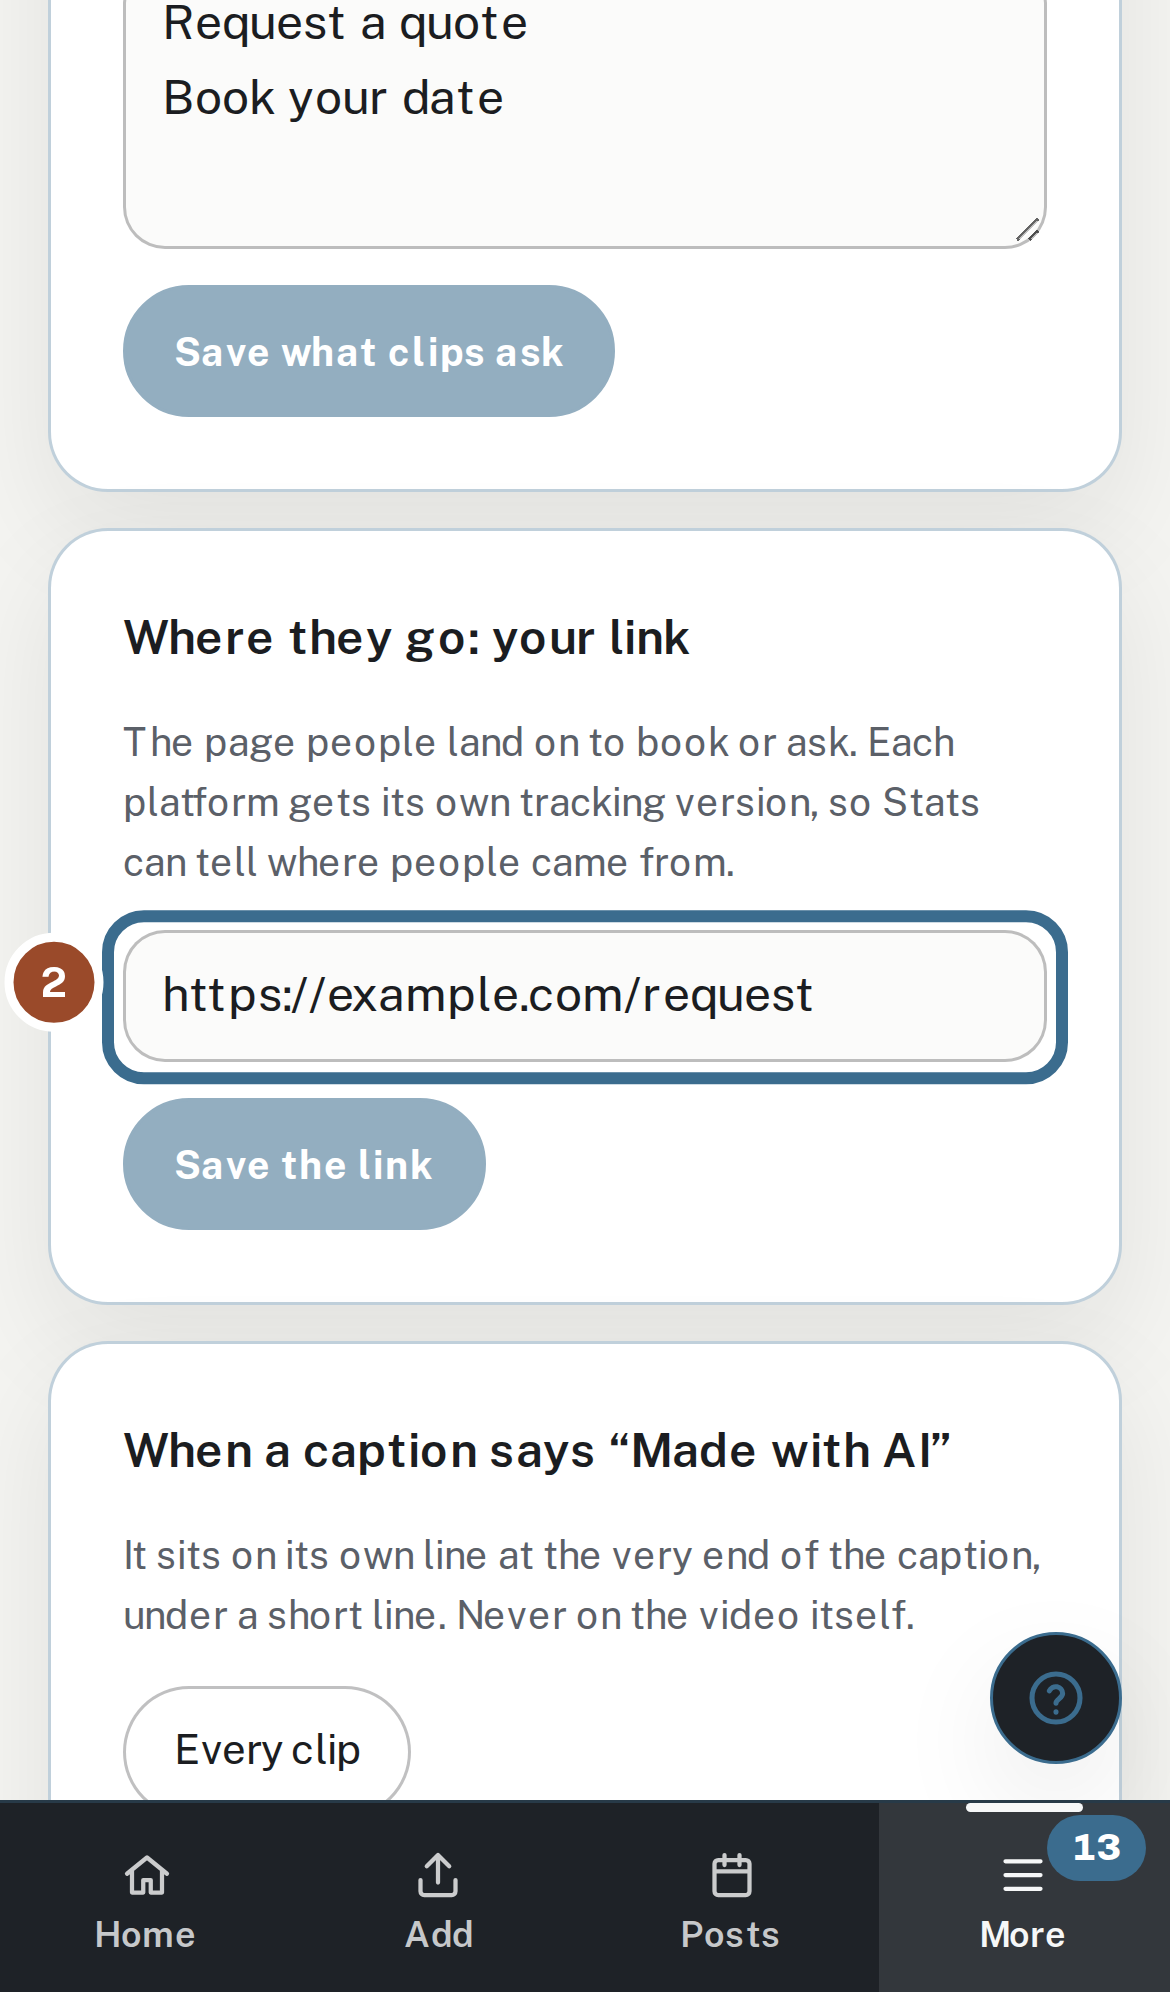 Request a quote
Book your date
Save what clips ask
Where they go: your link
The page people land on to book or ask. Each
platform gets its own tracking version, so Stats
can tell where people came from.
2
https://example.com/request
Save the link
When a caption says “Made with AI”
It sits on its own line at the very end of the caption,
under a short line. Never on the video itself.
Every clip
13
Home
Add
Posts
More